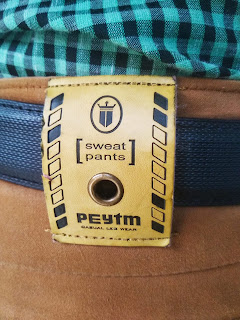 [sweat
pants]
PEYTM
CASUAL LEG WEAR